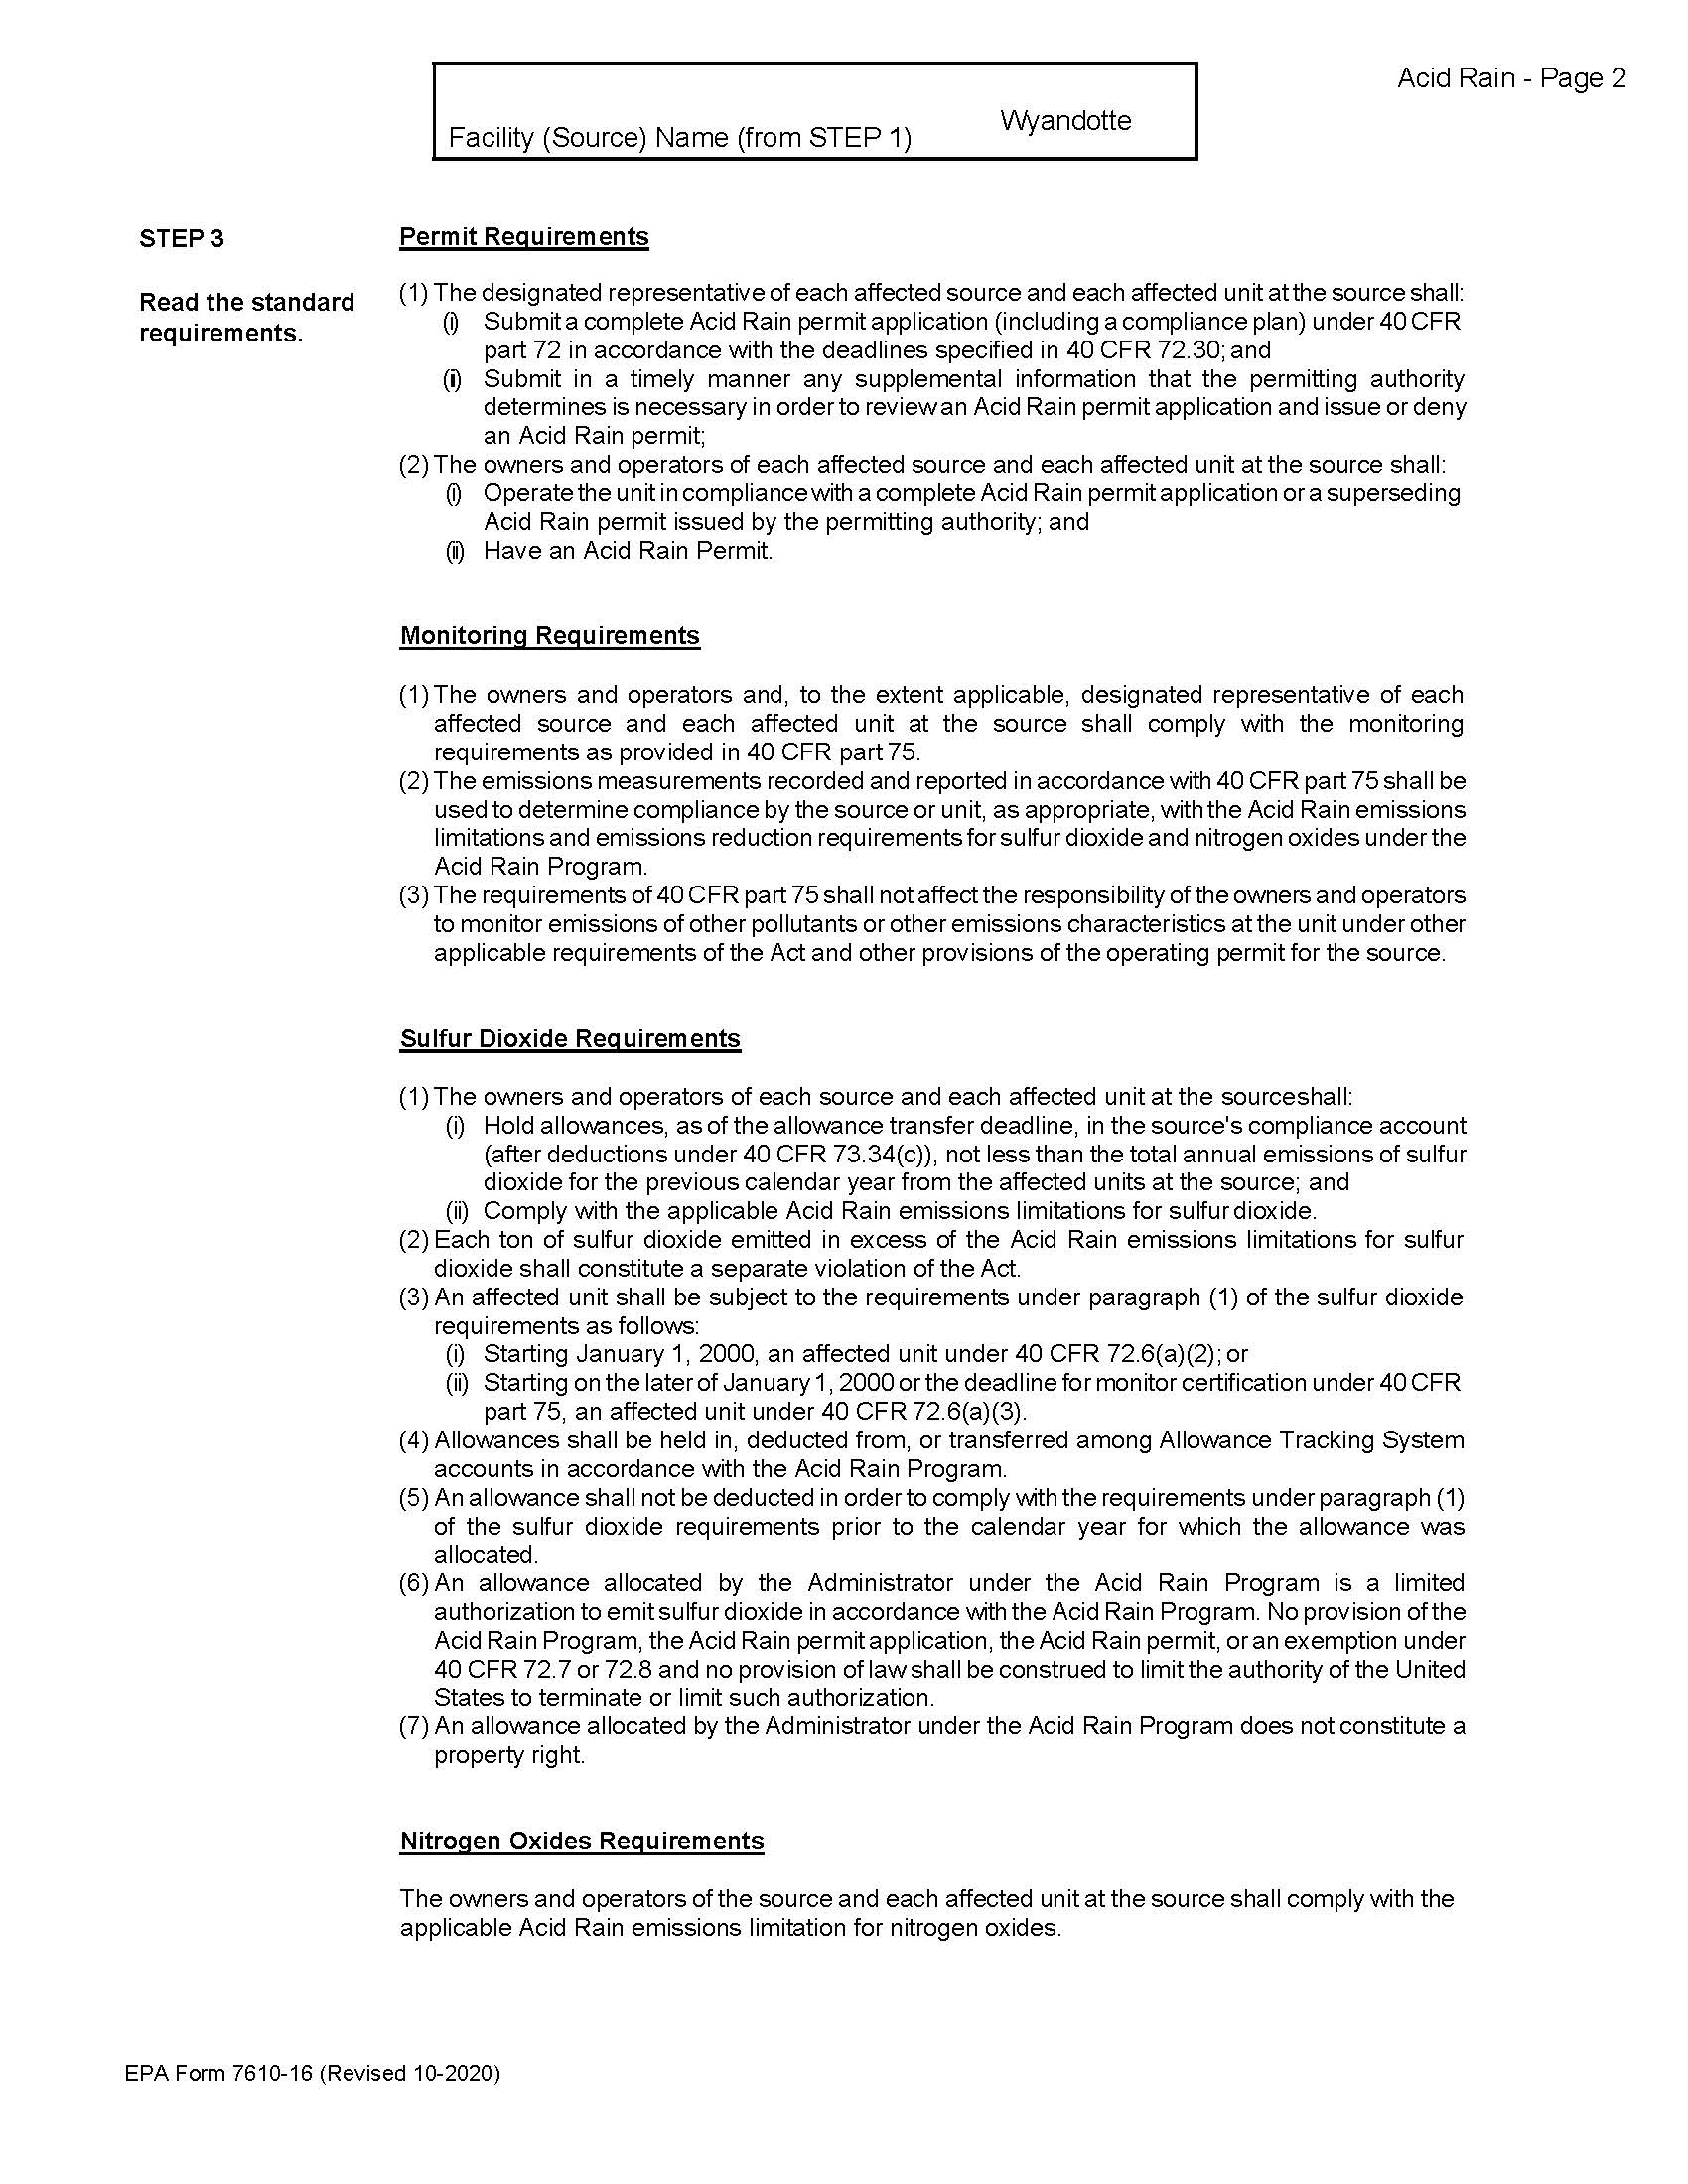 Acid Rain - Page 2
Facility (Source) Name (from STEP 1) Wyandotte
STEP 3
Read the standard
requirements.
Permit Requirements
(1) The designated representative of each affected source and each affected unit at the source shall:
(i) Submit a complete Acid Rain permit application (including a compliance plan) under 40 CFR
part 72 in accordance with the deadlines specified in 40 CFR 72.30; and
(ii) Submit in a timely manner any supplemental information that the permitting authority
determines is necessary in order to review an Acid Rain permit application and issue or deny
an Acid Rain permit;
(2) The owners and operators of each affected source and each affected unit at the source shall:
(i) Operate the unit in compliance with a complete Acid Rain permit application or a superseding
Acid Rain permit issued by the permitting authority; and
(ii) Have an Acid Rain Permit.
Monitoring Requirements
(1) The owners and operators and, to the extent applicable, designated representative of each
affected source and each affected unit at the source shall comply with the monitoring
requirements as provided in 40 CFR part 75.
(2) The emissions measurements recorded and reported in accordance with 40 CFR part 75 shall be
used to determine compliance by the source or unit, as appropriate, with the Acid Rain emissions
limitations and emissions reduction requirements for sulfur dioxide and nitrogen oxides under the
Acid Rain Program.
(3) The requirements of 40 CFR part 75 shall not affect the responsibility of the owners and operators
to monitor emissions of other pollutants or other emissions characteristics at the unit under other
applicable requirements of the Act and other provisions of the operating permit for the source.
Sulfur Dioxide Requirements
(1) The owners and operators of each source and each affected unit at the source shall:
(i) Hold allowances, as of the allowance transfer deadline, in the source's compliance account
(after deductions under 40 CFR 73.34(c)), not less than the total annual emissions of sulfur
dioxide for the previous calendar year from the affected units at the source; and
(ii) Comply with the applicable Acid Rain emissions limitations for sulfur dioxide.
(2) Each ton of sulfur dioxide emitted in excess of the Acid Rain emissions limitations for sulfur
dioxide shall constitute a separate violation of the Act.
(3) An affected unit shall be subject to the requirements under paragraph (1) of the sulfur dioxide
requirements as follows:
(i) Starting January 1, 2000, an affected unit under 40 CFR 72.6(a)(2); or
(ii) Starting on the later of January 1, 2000 or the deadline for monitor certification under 40 CFR
part 75, an affected unit under 40 CFR 72.6(a)(3).
(4) Allowances shall be held in, deducted from, or transferred among Allowance Tracking System
accounts in accordance with the Acid Rain Program.
(5) An allowance shall not be deducted in order to comply with the requirements under paragraph (1)
of the sulfur dioxide requirements prior to the calendar year for which the allowance was
allocated.
(6) An allowance allocated by the Administrator under the Acid Rain Program is a limited
authorization to emit sulfur dioxide in accordance with the Acid Rain Program. No provision of the
Acid Rain Program, the Acid Rain permit application, the Acid Rain permit, or an exemption under
40 CFR 72.7 or 72.8 and no provision of law shall be construed to limit the authority of the United
States to terminate or limit such authorization.
(7) An allowance allocated by the Administrator under the Acid Rain Program does not constitute a
property right.
Nitrogen Oxides Requirements
The owners and operators of the source and each affected unit at the source shall comply with the
applicable Acid Rain emissions limitation for nitrogen oxides.
EPA Form 7610-16 (Revised 10-2020)